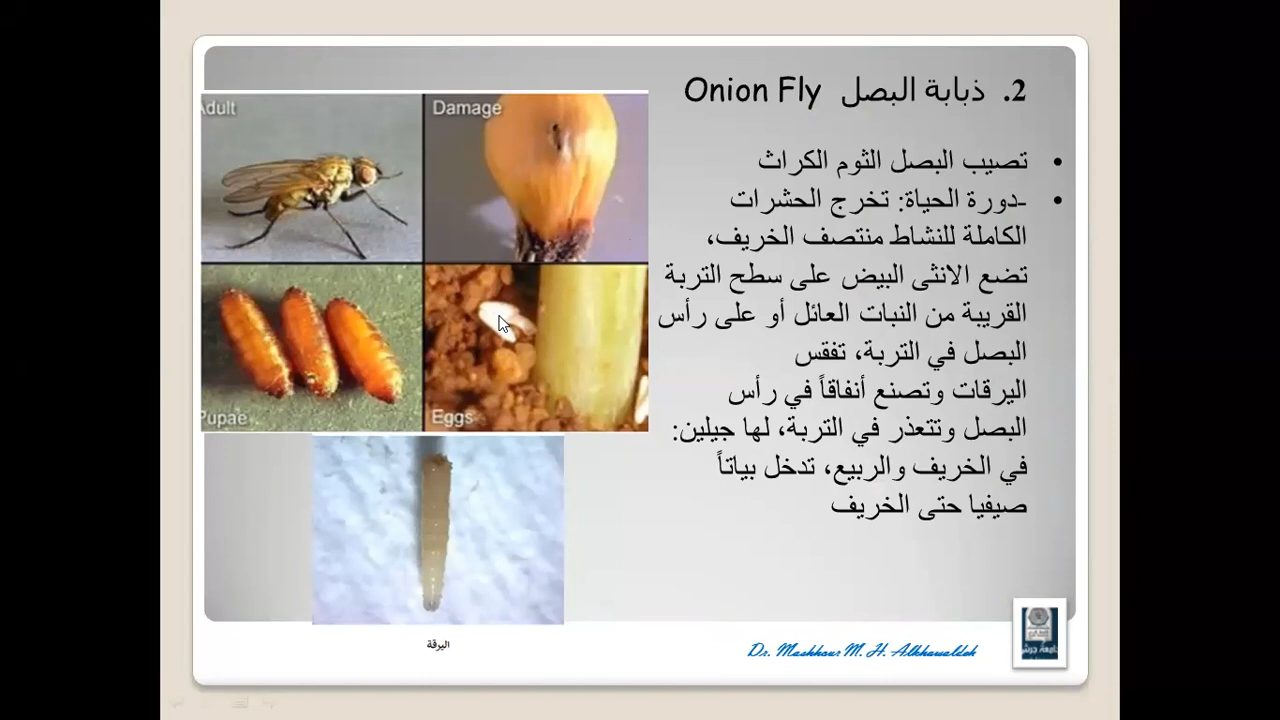 2. ذبابة البصل Onion Fly
• تصيب البصل الثوم الكراث
• -دورة الحياة: تخرج الحشرات
الكاملة للنشاط منتصف الخريف،
تضع الانثى البيض على سطح التربة
القريبة من النبات العائل أو على رأس
البصل في التربة، تفقس
اليرقات وتصنع أنفاقاً في رأس
البصل وتتعذر في التربة، لها جيلين:
في الخريف والربيع، تدخل بياتاً
صيفيا حتى الخريف
Adult
Damage
Pupae
Eggs
اليرقة
Dr. Mashhour M. H. Alkhawaldeh